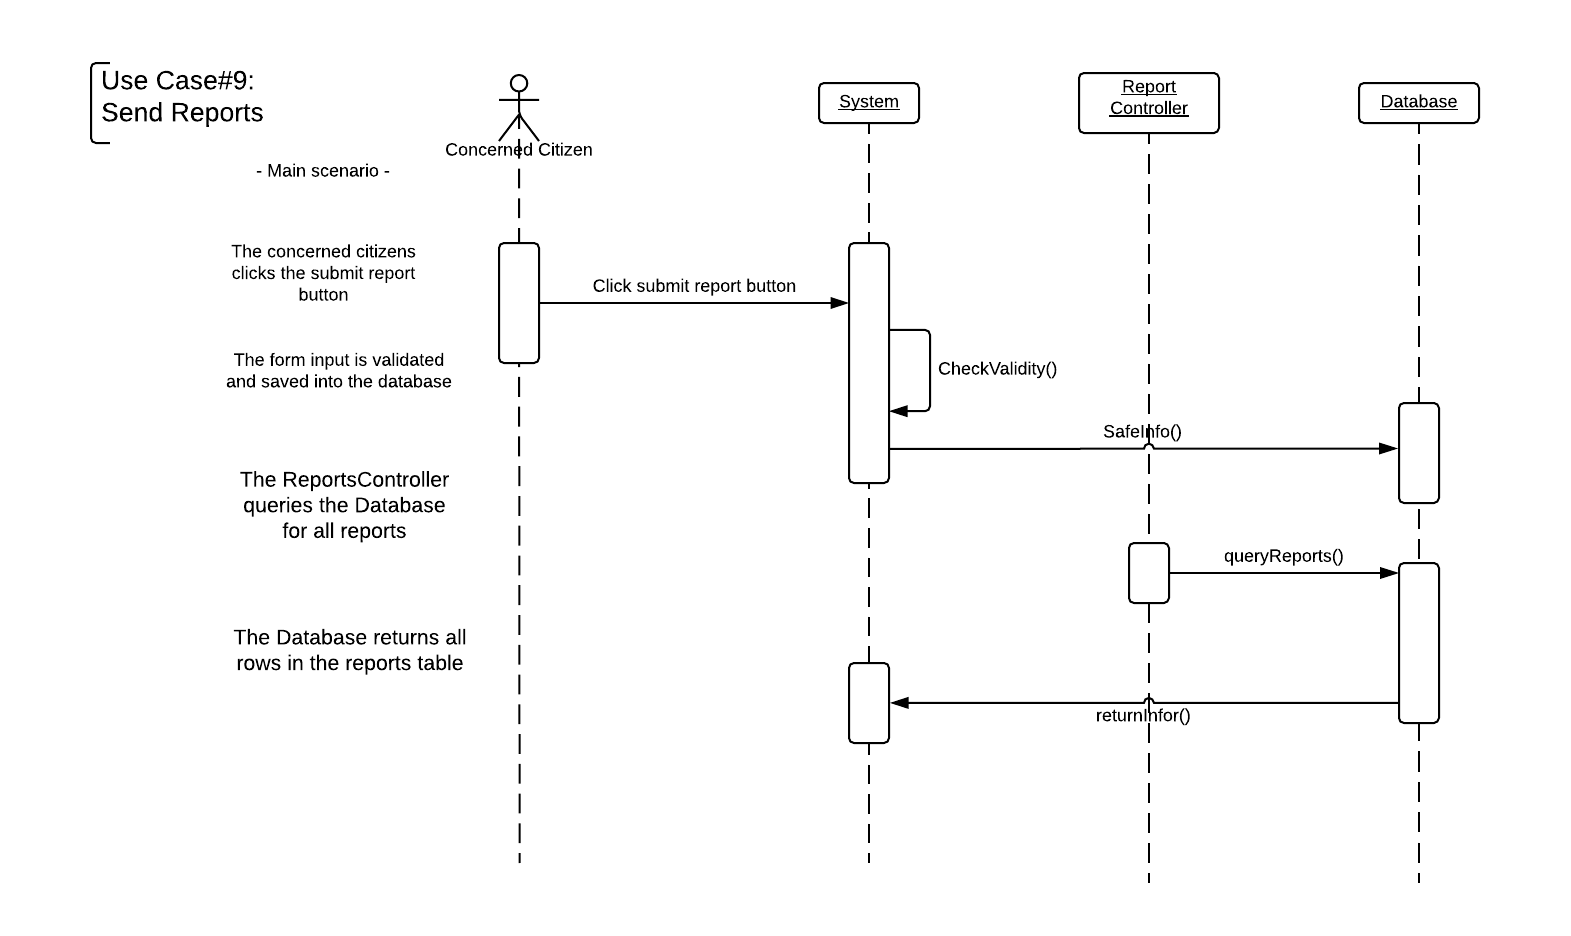 Use Case#9:
Send Reports
Concerned Citizen
System
Report
Controller
Database
- Main scenario -
The concerned citizens
clicks the submit report
button
Click submit report button
The form input is validated
and saved into the database
CheckValidity()
SafeInfo()
The ReportsController
queries the Database
for all reports
queryReports()
The Database returns all
rows in the reports table
returnInfor()